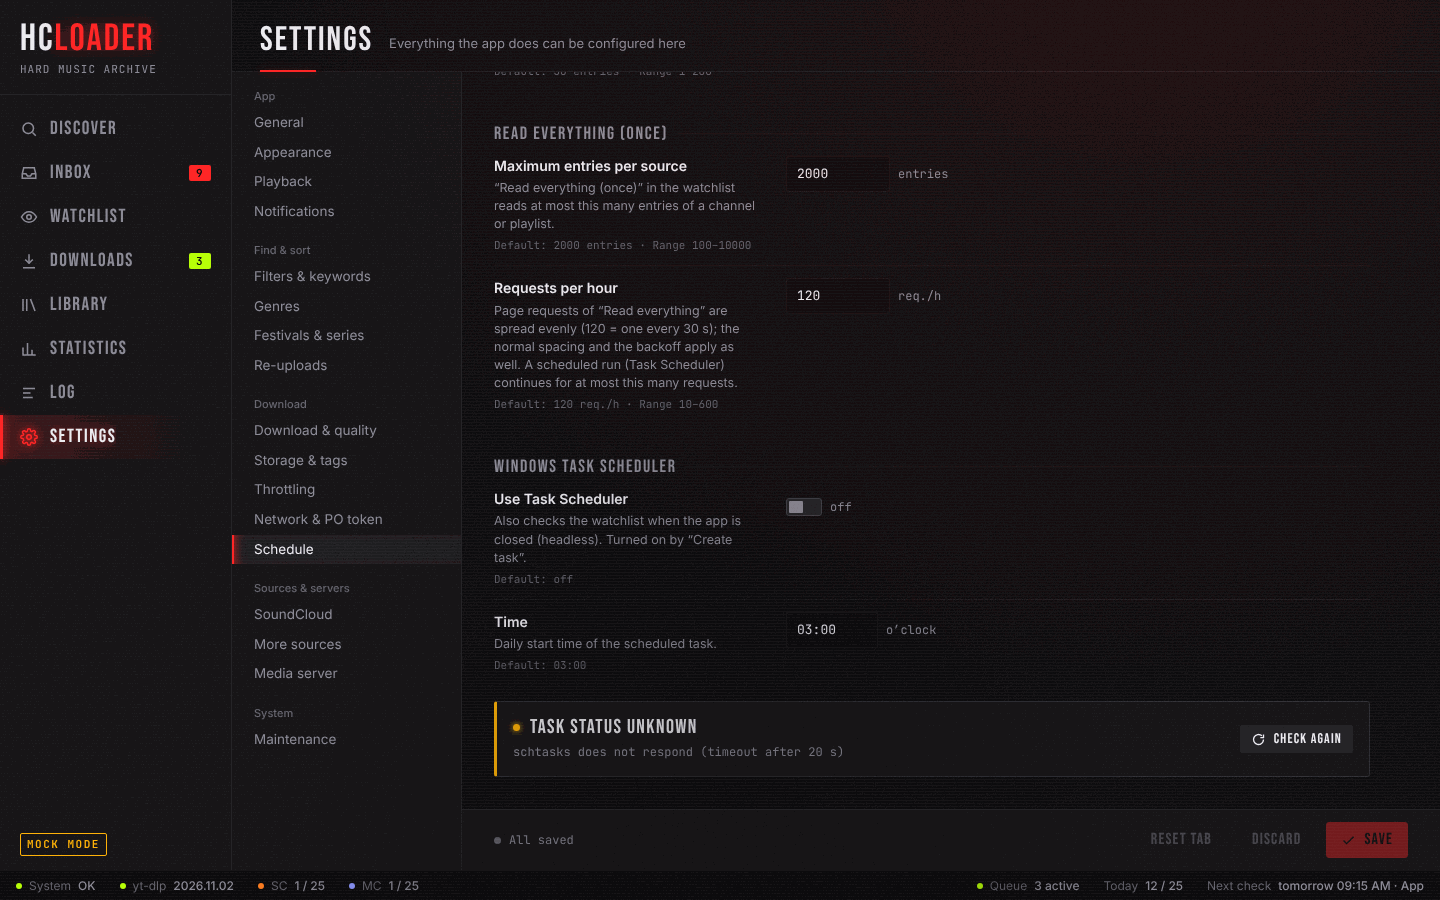 HCLOADER
HARD MUSIC ARCHIVE
DISCOVER
INBOX 9
WATCHLIST
DOWNLOADS 3
LIBRARY
STATISTICS
LOG
SETTINGS
MOCK MODE
SETTINGS Everything the app does can be configured here
App
General
Appearance
Playback
Notifications
Find & sort
Filters & keywords
Genres
Festivals & series
Re-uploads
Download
Download & quality
Storage & tags
Throttling
Network & PO token
Schedule
Sources & servers
SoundCloud
More sources
Media server
System
Maintenance
READ EVERYTHING (ONCE)
Maximum entries per source
2000 entries
“Read everything (once)” in the watchlist
reads at most this many entries of a channel
or playlist.
Default: 2000 entries · Range 100–10000
Requests per hour
120 req./h
Page requests of “Read everything” are
spread evenly (120 = one every 30 s); the
normal spacing and the backoff apply as
well. A scheduled run (Task Scheduler)
continues for at most this many requests.
Default: 120 req./h · Range 10–600
WINDOWS TASK SCHEDULER
Use Task Scheduler
off
Also checks the watchlist when the app is
closed (headless). Turned on by “Create
task”.
Default: off
Time
03:00 o’clock
Daily start time of the scheduled task.
Default: 03:00
TASK STATUS UNKNOWN
schtasks does not respond (timeout after 20 s)
CHECK AGAIN
All saved
RESET TAB
DISCARD
SAVE
System OK yt-dlp 2026.11.02 SC 1 / 25 MC 1 / 25 Queue 3 active Today 12 / 25 Next check tomorrow 09:15 AM · App